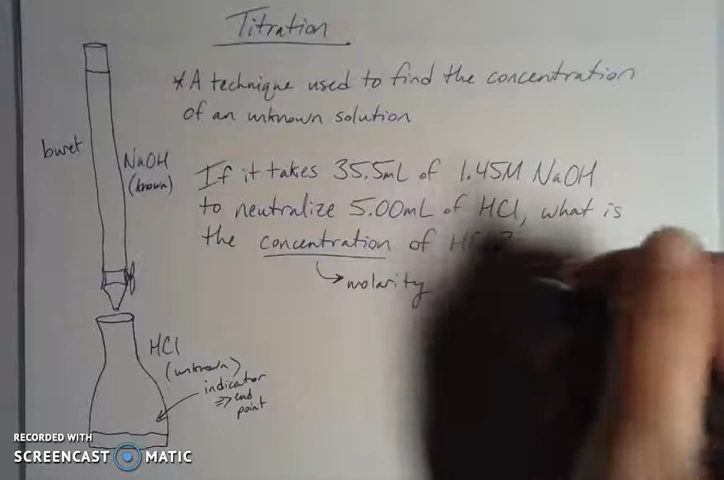 Titration
*A technique used to find the concentration
of an unknown solution
buret
NaOH
(known)
If it takes 35.5mL of 1.45M NaOH
to neutralize 5.00mL of HCl, what is
the concentration of
molarity
HCl
(unknown)
indicator
⇒ end
point
RECORDED WITH
SCREENCAST MATIC